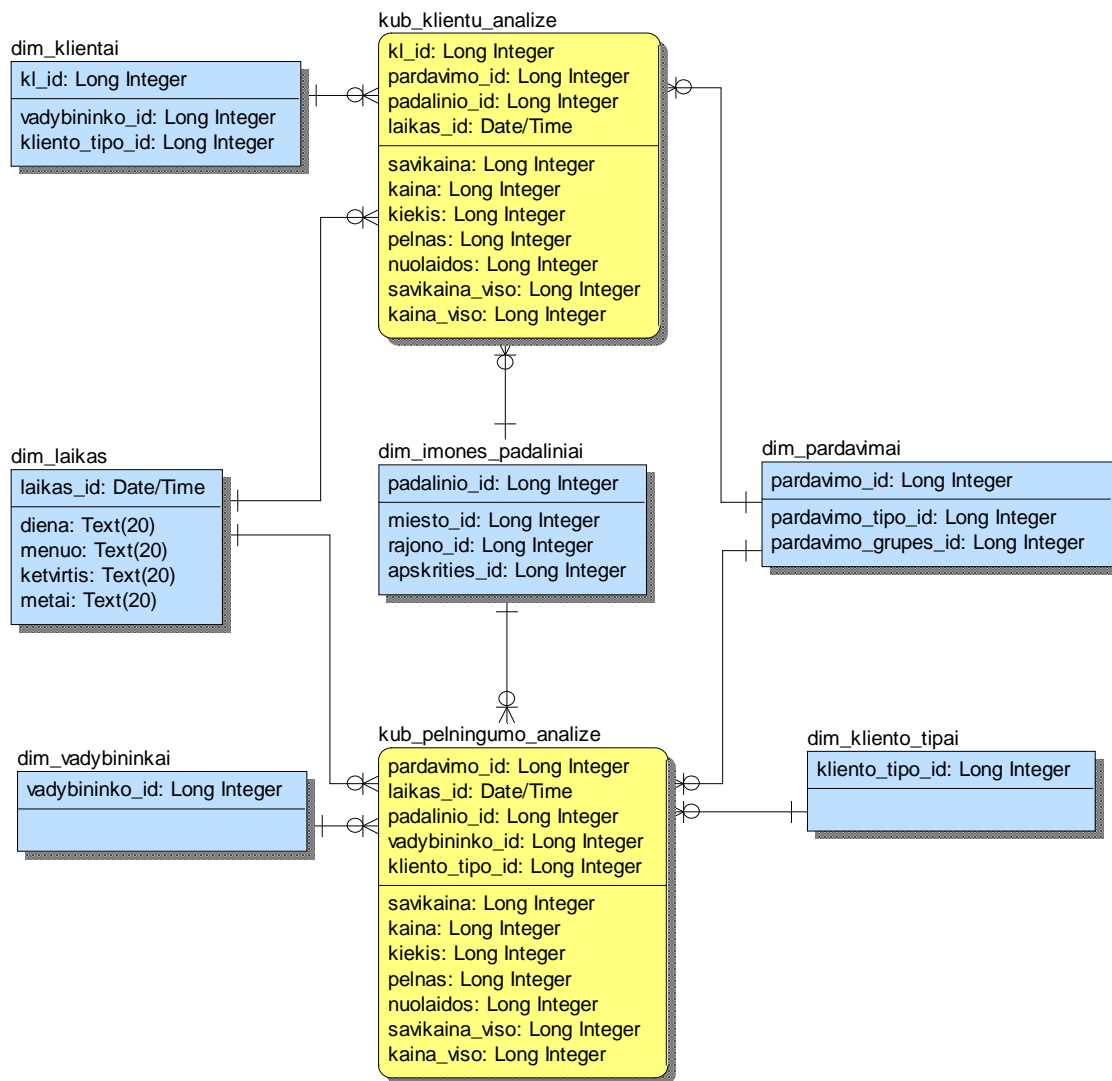 kub_klientu_analize
kl_id: Long Integer
pardavimo_id: Long Integer
padalinio_id: Long Integer
laikas_id: Date/Time
savikaina: Long Integer
kaina: Long Integer
kiekis: Long Integer
pelnas: Long Integer
nuolaidos: Long Integer
savikaina_viso: Long Integer
kaina_viso: Long Integer
dim_klientai
kl_id: Long Integer
vadybininko_id: Long Integer
kliento_tipo_id: Long Integer
dim_laikas
laikas_id: Date/Time
diena: Text(20)
menuo: Text(20)
ketvirtis: Text(20)
metai: Text(20)
dim_imones_padaliniai
padalinio_id: Long Integer
miesto_id: Long Integer
rajono_id: Long Integer
apskrities_id: Long Integer
dim_pardavimai
pardavimo_id: Long Integer
pardavimo_tipo_id: Long Integer
pardavimo_grupes_id: Long Integer
dim_vadybininkai
vadybininko_id: Long Integer
kub_pelningumo_analize
pardavimo_id: Long Integer
laikas_id: Date/Time
padalinio_id: Long Integer
vadybininko_id: Long Integer
kliento_tipo_id: Long Integer
savikaina: Long Integer
kaina: Long Integer
kiekis: Long Integer
pelnas: Long Integer
nuolaidos: Long Integer
savikaina_viso: Long Integer
kaina_viso: Long Integer
dim_kliento_tipai
kliento_tipo_id: Long Integer